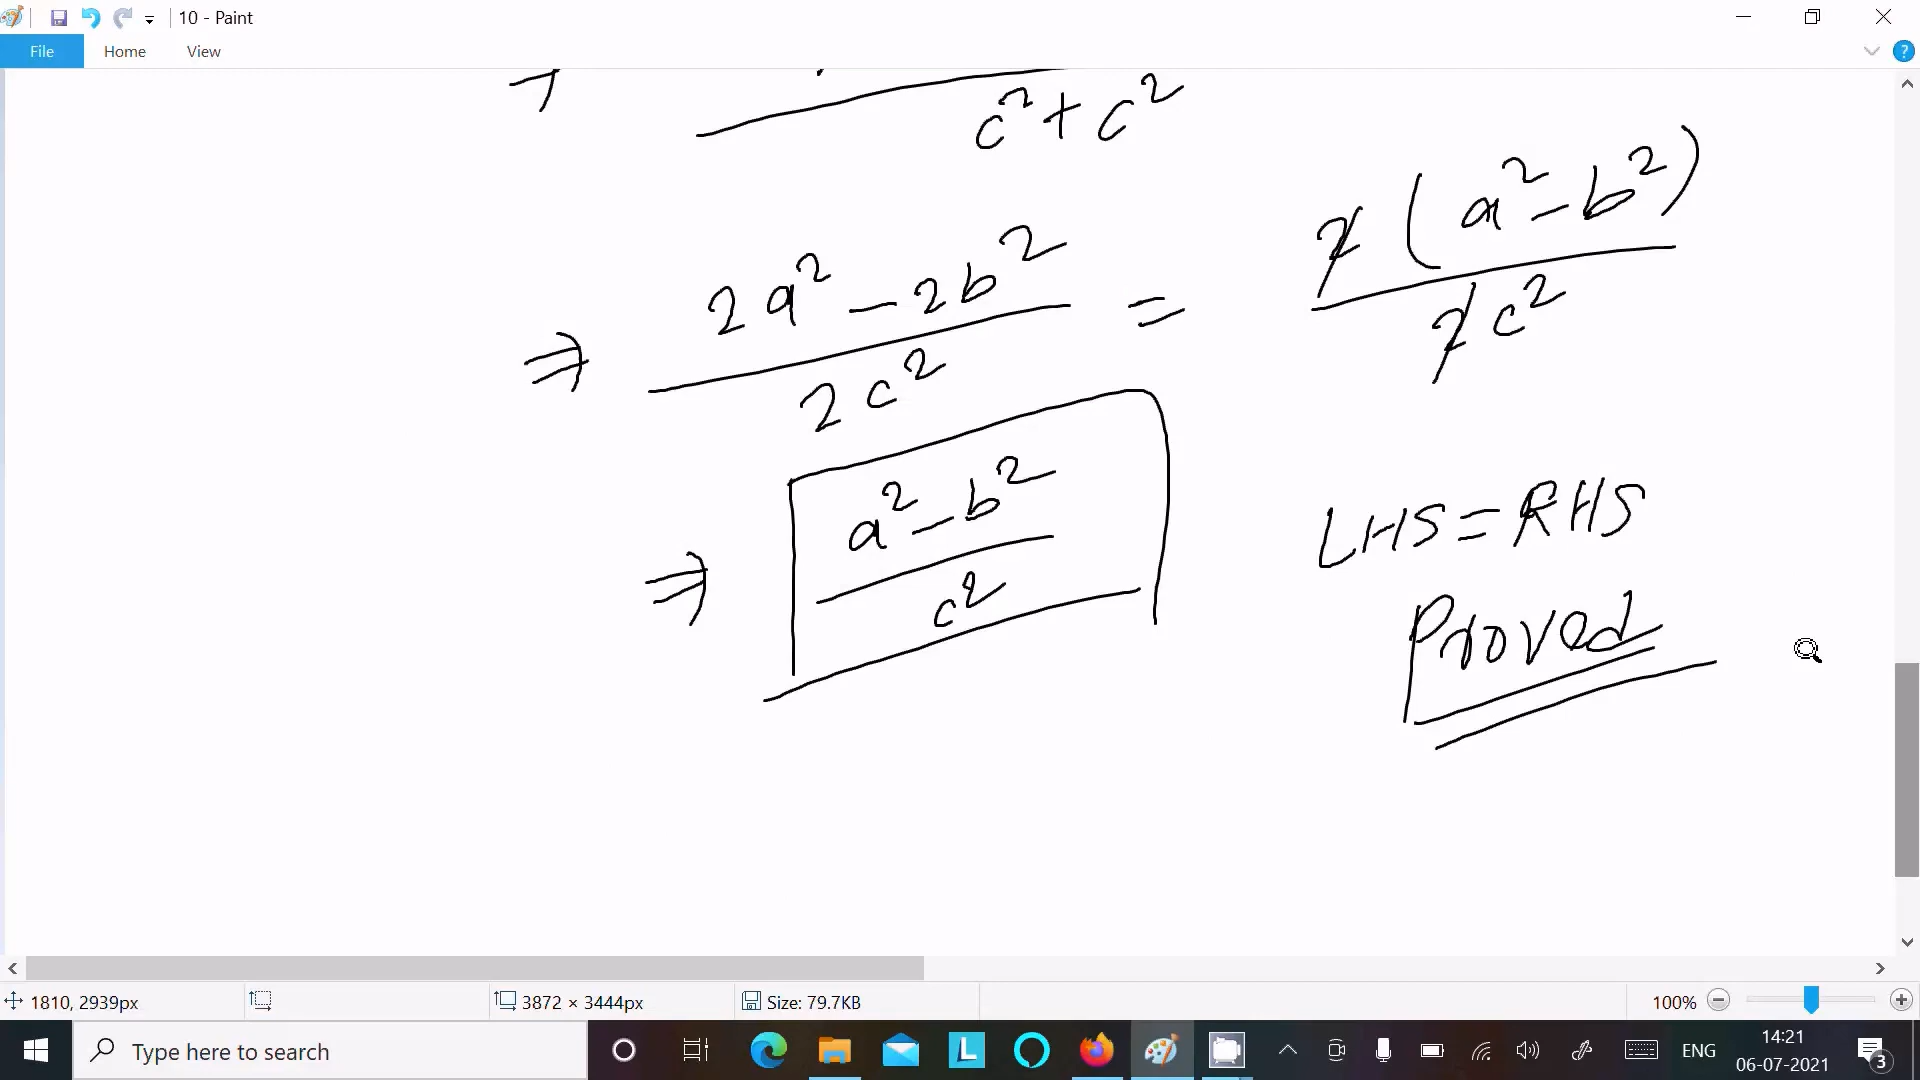 10 - Paint
File Home View
⇒
c² + c²
⇒ (2a² - 2b²)/(2c²) = 2(a² - b²)/(2c²)
⇒ (a² - b²)/c²
LHS = RHS
Proved
1810, 2939px 3872 × 3444px Size: 79.7KB 100%
Type here to search
L
ENG
14:21
06-07-2021
3